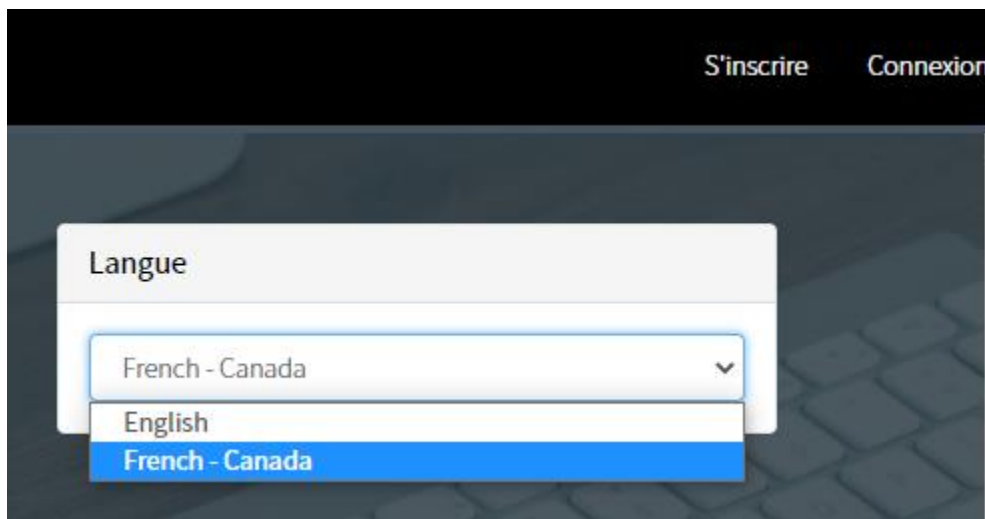 S'inscrire Connexion
Langue
French - Canada
English
French - Canada